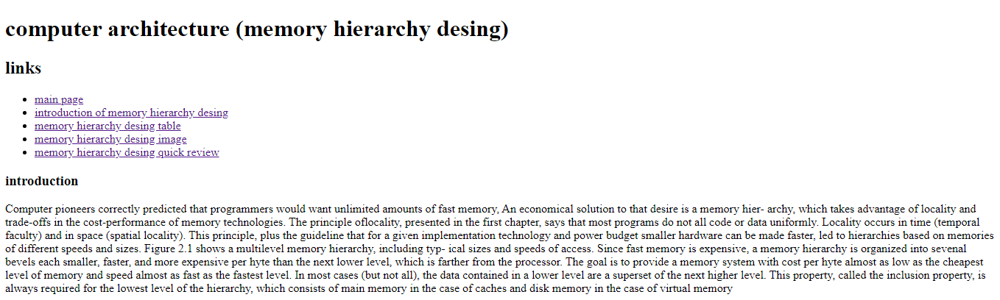 computer architecture (memory hierarchy desing)
links
main page
introduction of memory hierarchy desing
memory hierarchy desing table
memory hierarchy desing image
memory hierarchy desing quick review
introduction
Computer pioneers correctly predicted that programmers would want unlimited amounts of fast memory, An economical solution to that desire is a memory hier- archy, which takes advantage of locality and
trade-offs in the cost-performance of memory technologies. The principle oflocality, presented in the first chapter, says that most programs do not all code or data uniformly. Locality occurs in time (temporal
faculty) and in space (spatial locality). This principle, plus the guideline that for a given implementation technology and power budget smaller hardware can be made faster, led to hierarchies based on memories
of different speeds and sizes. Figure 2.1 shows a multilevel memory hierarchy, including typ- ical sizes and speeds of access. Since fast memory is expensive, a memory hierarchy is organized into sevenal
bevels each smaller, faster, and more expensive per hyte than the next lower level, which is farther from the processor. The goal is to provide a memory system with cost per hyte almost as low as the cheapest
level of memory and speed almost as fast as the fastest level. In most cases (but not all), the data contained in a lower level are a superset of the next higher level. This property, called the inclusion property, is
always required for the lowest level of the hierarchy, which consists of main memory in the case of caches and disk memory in the case of virtual memory